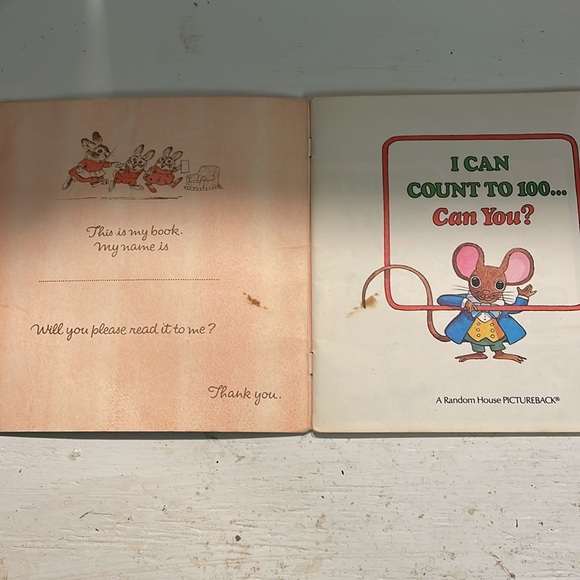 This is my book.
My name is
Will you please read it to me?
Thank you.
I CAN
COUNT TO 100...
Can You?
A Random House PICTUREBACK®